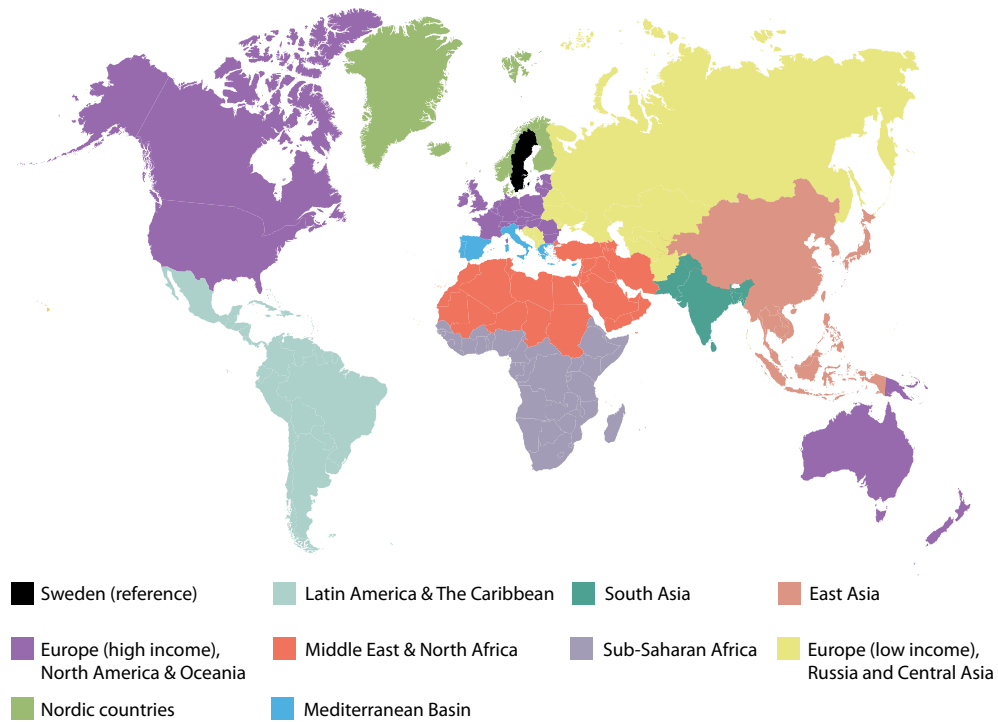 Sweden (reference)
Latin America & The Caribbean
South Asia
East Asia
Europe (high income),
North America & Oceania
Middle East & North Africa
Sub-Saharan Africa
Europe (low income),
Russia and Central Asia
Nordic countries
Mediterranean Basin